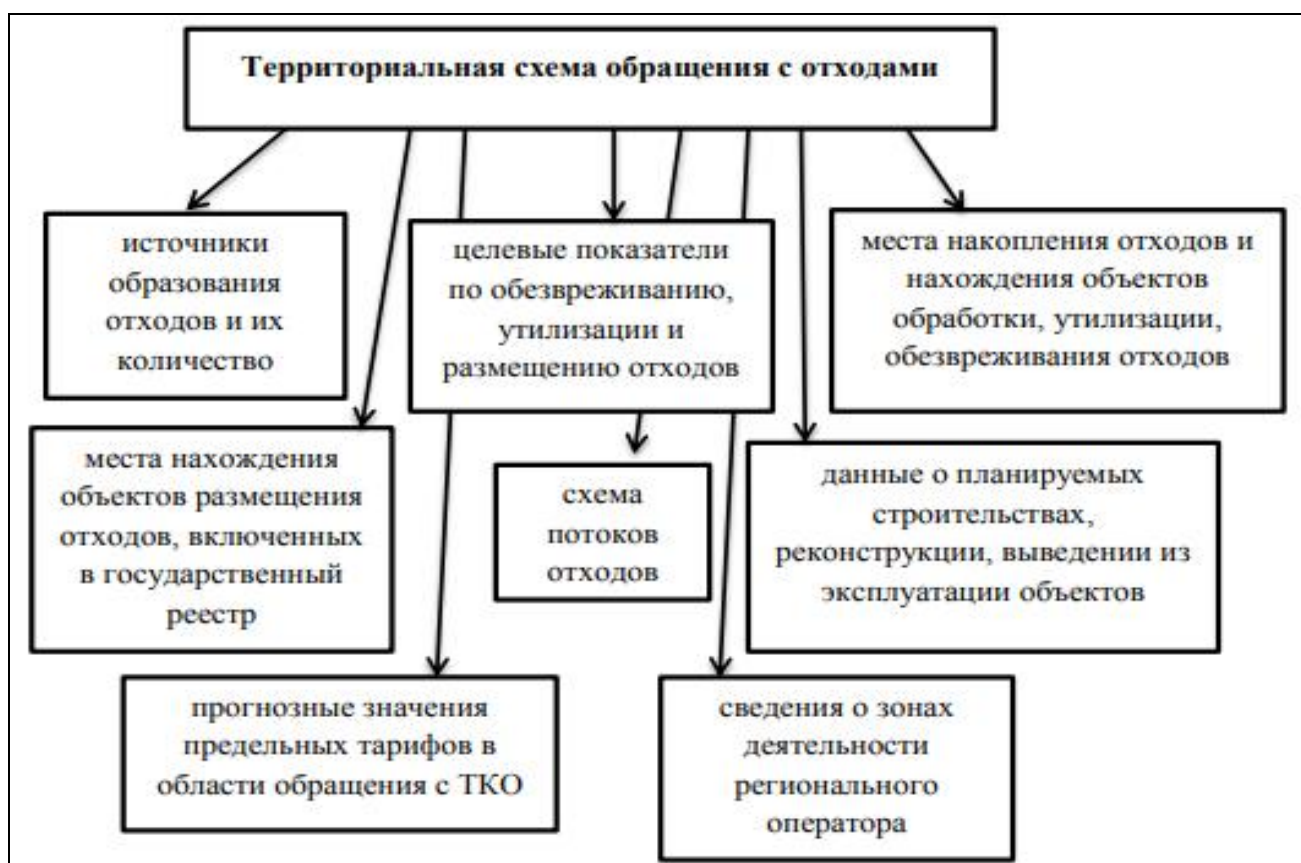 Территориальная схема обращения с отходами
источники
образования
отходов и их
количество
целевые показатели
по обезвреживанию,
утилизации и
размещению отходов
места накопления отходов и
нахождения объектов
обработки, утилизации,
обезвреживания отходов
места нахождения
объектов размещения
отходов, включенных
в государственный
реестр
схема
потоков
отходов
данные о планируемых
строительствах,
реконструкции, выведении из
эксплуатации объектов
прогнозные значения
предельных тарифов в
области обращения с ТКО
сведения о зонах
деятельности
регионального
оператора